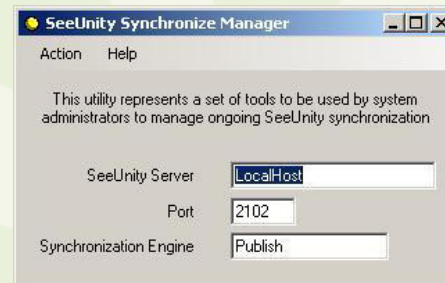 SeeUnity Synchronize Manager
Action Help
This utility represents a set of tools to be used by system
administrators to manage ongoing SeeUnity synchronization
SeeUnity Server LocalHost
Port 2102
Synchronization Engine Publish